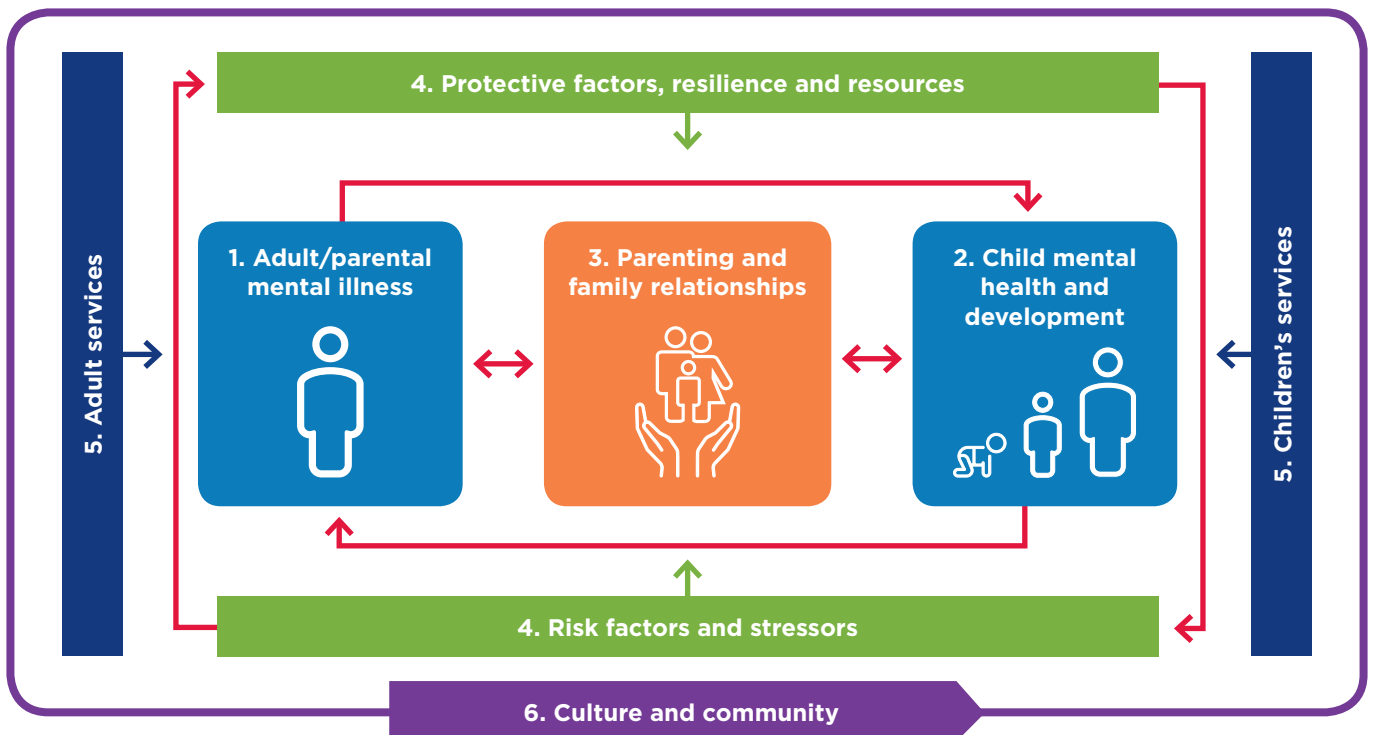 4. Protective factors, resilience and resources
5. Adult services
1. Adult/parental
mental illness
3. Parenting and
family relationships
2. Child mental
health and
development
5. Children’s services
4. Risk factors and stressors
6. Culture and community